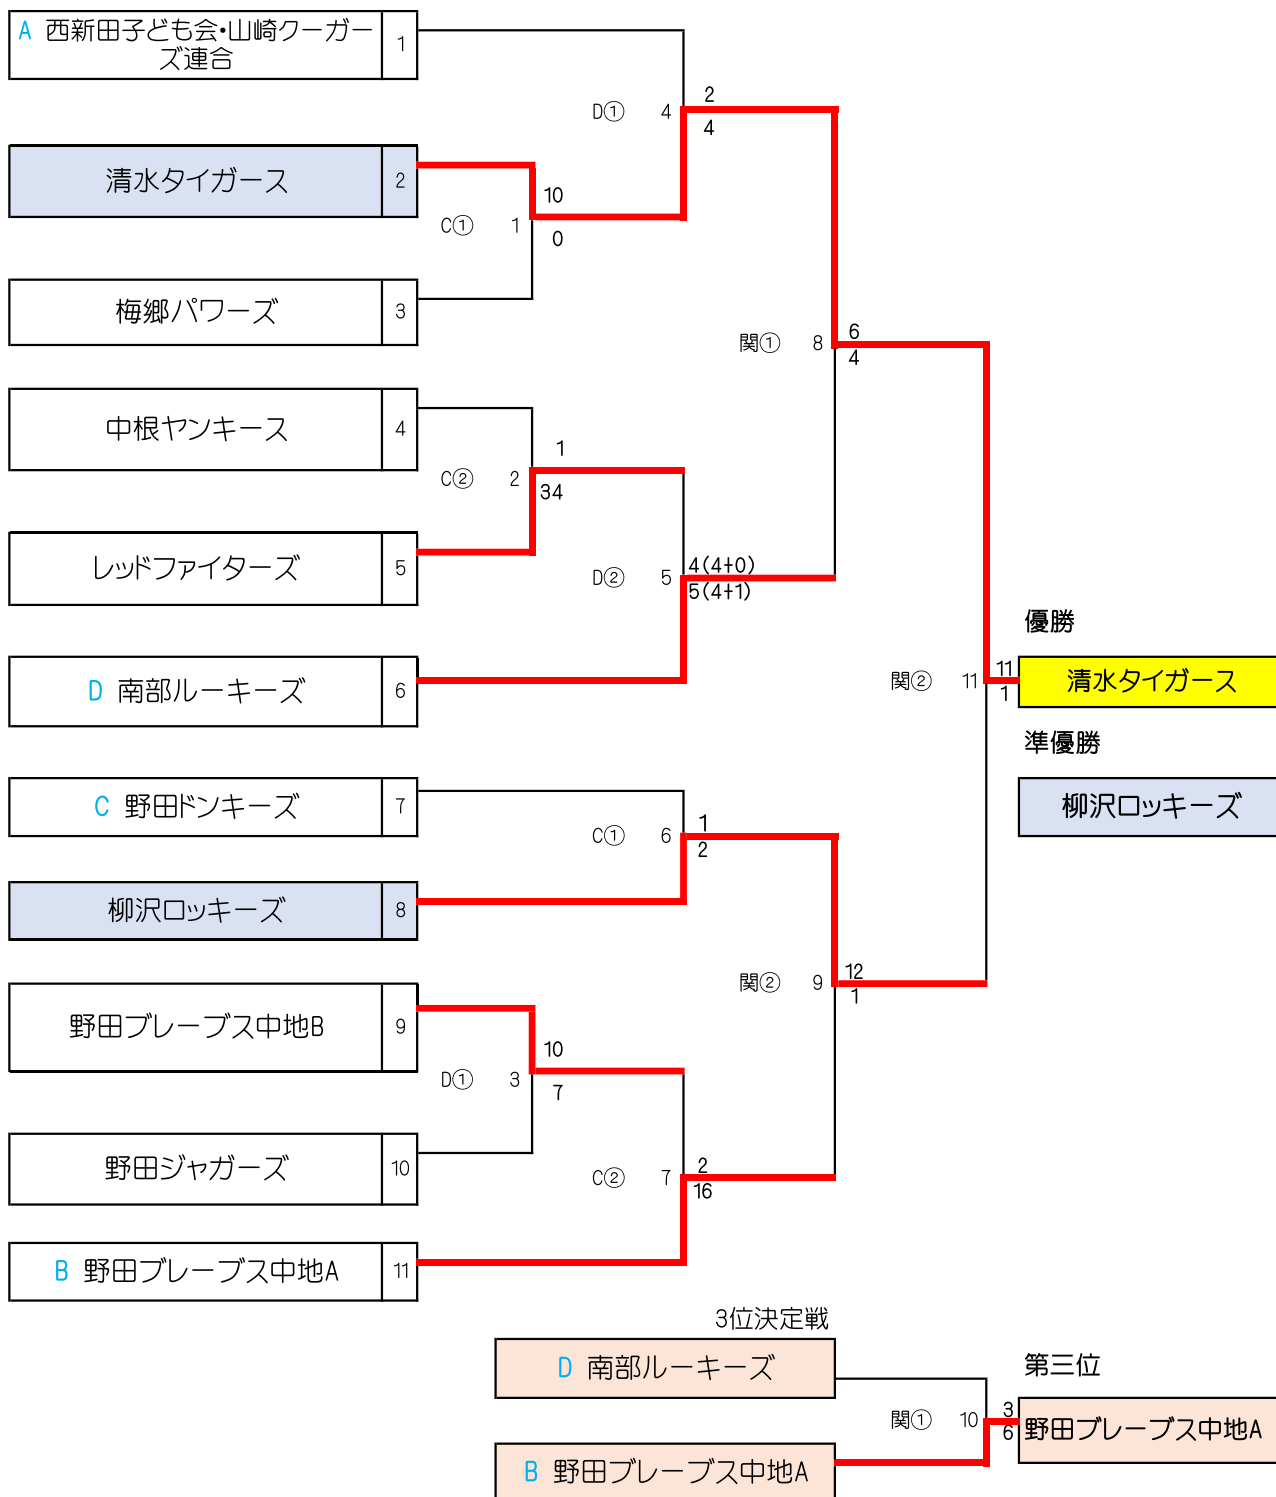 A 西新田子ども会・山崎クーガー
ズ連合
1
D① 4
2
4
清水タイガース 2
C① 1
10
0
梅郷パワーズ 3
関① 8
6
4
中根ヤンキース 4
C② 2
1
34
レッドファイターズ 5
D② 5
4(4+0)
5(4+1)
D 南部ルーキーズ 6
優勝
関② 11
11
1
清水タイガース
準優勝
柳沢ロッキーズ
C 野田ドンキーズ 7
C① 6
1
2
柳沢ロッキーズ 8
関② 9
12
1
野田ブレーブス中地B 9
D① 3
10
7
野田ジャガーズ 10
C② 7
2
16
B 野田ブレーブス中地A 11
3位決定戦
D 南部ルーキーズ
第三位
関① 10
3
6
野田ブレーブス中地A
B 野田ブレーブス中地A